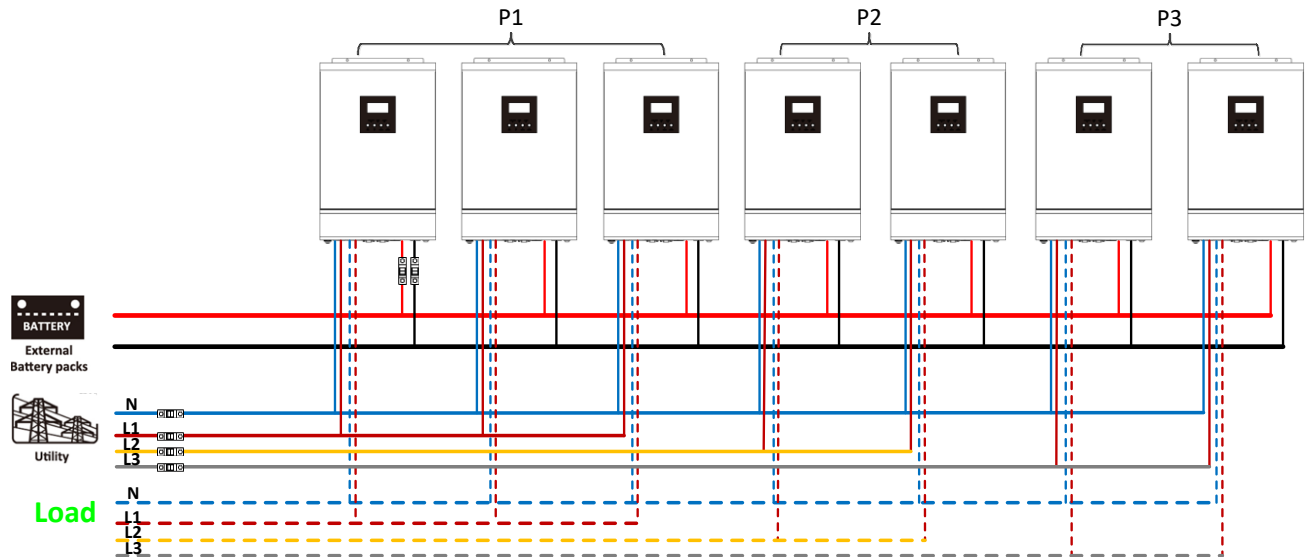 P1
P2
P3
BATTERY
External
Battery packs
N
L1
L2
L3
Utility
N
Load
L1
L2
L3